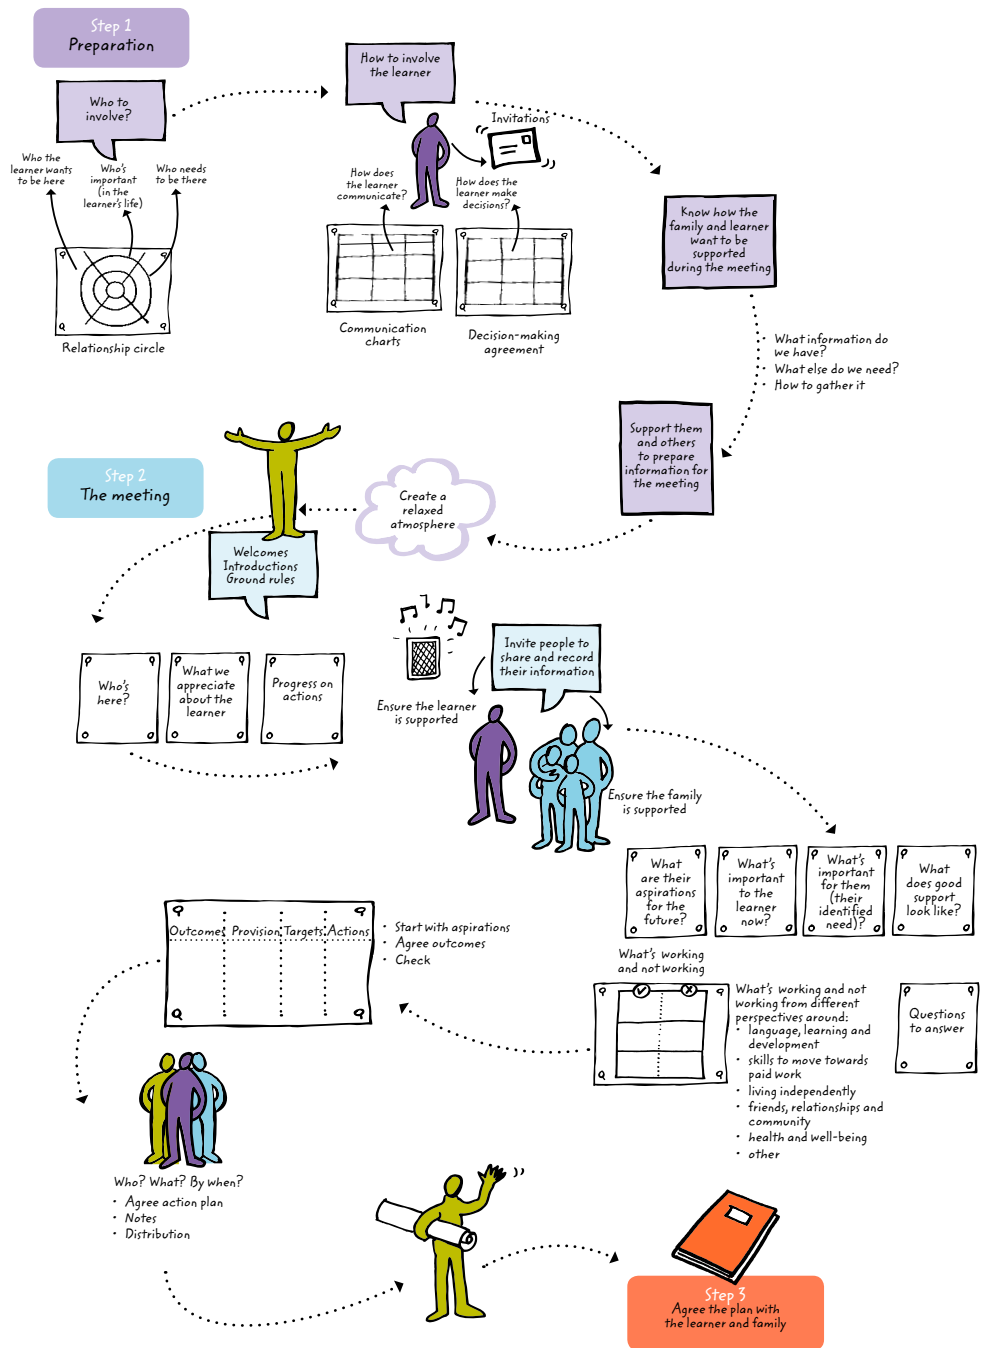 Step 1
Preparation
Who to
involve?
Who the
learner wants
to be here
Who's
important
(in the
learner's life)
Who needs
to be there
Relationship circle
How to involve
the learner
Invitations
How does
the learner
communicate?
How does the
learner make
decisions?
Communication
charts
Decision-making
agreement
Know how the
family and learner
want to be
supported
during the meeting
• What information do
we have?
• What else do we need?
• How to gather it
Support them
and others
to prepare
information for
the meeting
Step 2
The meeting
Create a
relaxed
atmosphere
Welcomes
Introductions
Ground rules
Who's
here?
What we
appreciate
about the
learner
Progress on
actions
Invite people to
share and record
their information
Ensure the learner
is supported
Ensure the family
is supported
What
are their
aspirations
for the
future?
What's
important
to the
learner
now?
What's
important
for them
(their
identified
need)?
What
does good
support
look like?
What's working
and not working
What's working and not
working from different
perspectives around:
• language, learning and
development
• skills to move towards
paid work
• living independently
• friends, relationships and
community
• health and well-being
• other
Questions
to answer
Outcomes Provision Targets Actions
• Start with aspirations
• Agree outcomes
• Check
Who? What? By when?
• Agree action plan
• Notes
• Distribution
Step 3
Agree the plan with
the learner and family